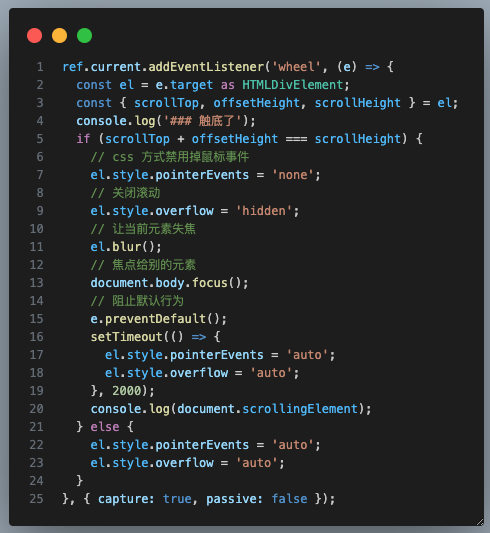 1 ref.current.addEventListener('wheel', (e) => {
2 const el = e.target as HTMLDivElement;
3 const { scrollTop, offsetHeight, scrollHeight } = el;
4 console.log('### 触底了');
5 if (scrollTop + offsetHeight === scrollHeight) {
6 // css 方式禁用掉鼠标事件
7 el.style.pointerEvents = 'none';
8 // 关闭滚动
9 el.style.overflow = 'hidden';
10 // 让当前元素失焦
11 el.blur();
12 // 焦点给别的元素
13 document.body.focus();
14 // 阻止默认行为
15 e.preventDefault();
16 setTimeout(() => {
17 el.style.pointerEvents = 'auto';
18 el.style.overflow = 'auto';
19 }, 2000);
20 console.log(document.scrollingElement);
21 } else {
22 el.style.pointerEvents = 'auto';
23 el.style.overflow = 'auto';
24 }
25 }, { capture: true, passive: false });